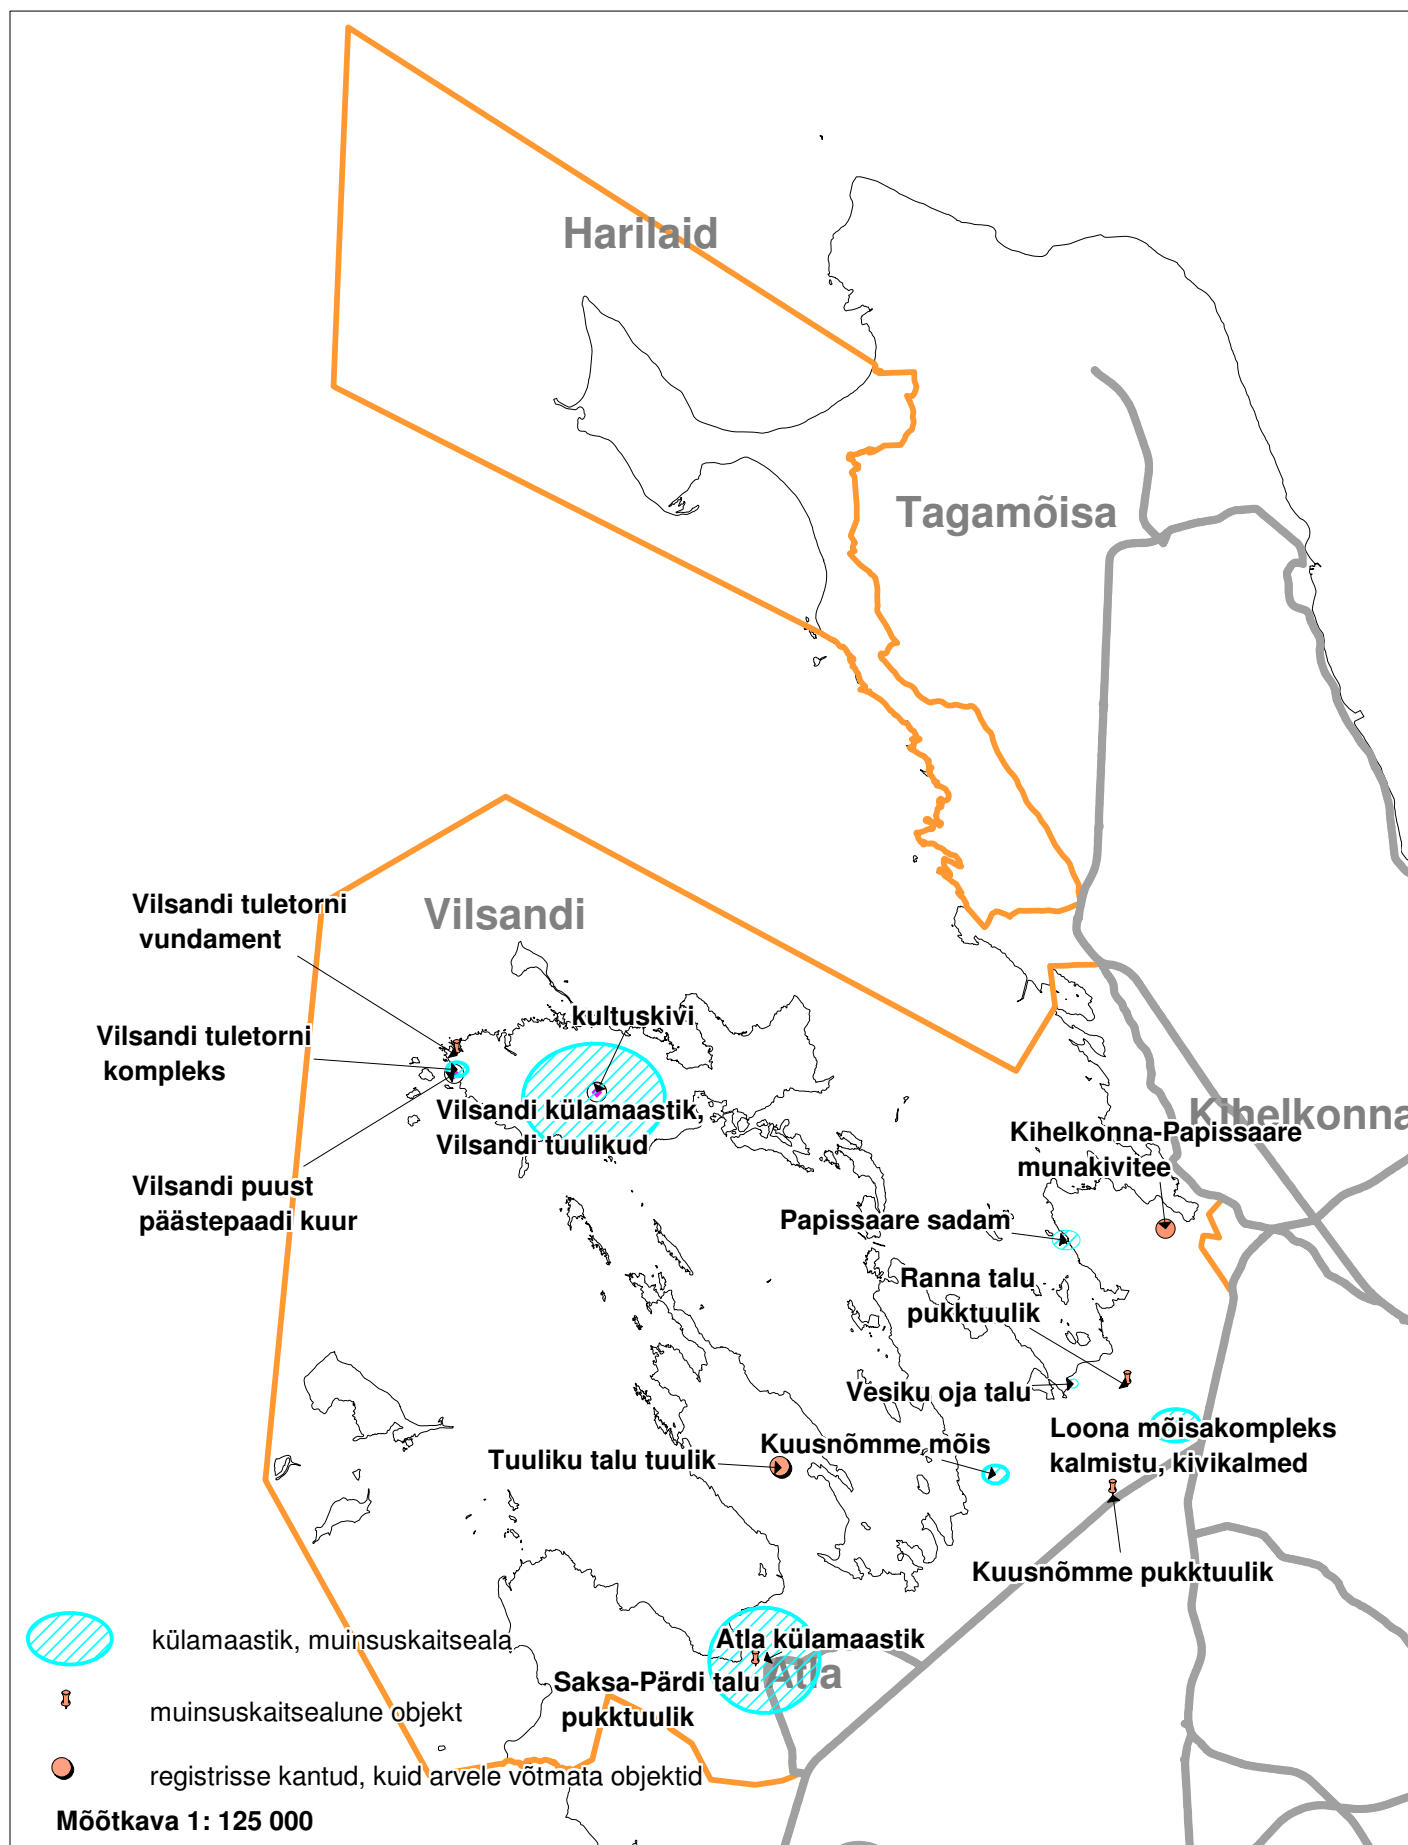 Harilaid
Tagamõisa
Vilsandi tuletorni
vundament
Vilsandi
Vilsandi tuletorni
kompleks
kultuskivi
Vilsandi külamaastik,
Vilsandi tuulikud
Kihelkonna
Kihelkonna-Papissaare
munakivitee
Vilsandi puust
päästepaadi kuur
Papissaare sadam
Ranna talu
pukktuulik
Vesiku oja talu
Loona mõisakompleks
kalmistu, kivikalmed
Kuusnõmme mõis
Tuuliku talu tuulik
Kuusnõmme pukktuulik
Atla külamaastik
Atla
Saksa-Pärdi talu
pukktuulik
külamaastik, muinsuskaitseala
muinsuskaitsealune objekt
registrisse kantud, kuid arvele võtmata objektid
Mõõtkava 1: 125 000